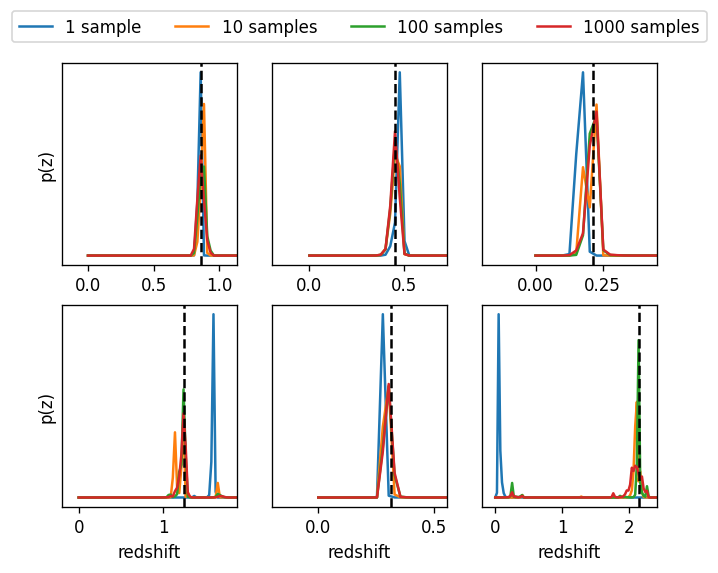 1 sample 10 samples 100 samples 1000 samples
p(z)
0.0 0.5 1.0 0.0 0.5 0.00 0.25
p(z)
0 1 0.0 0.5 0 1 2
redshift redshift redshift